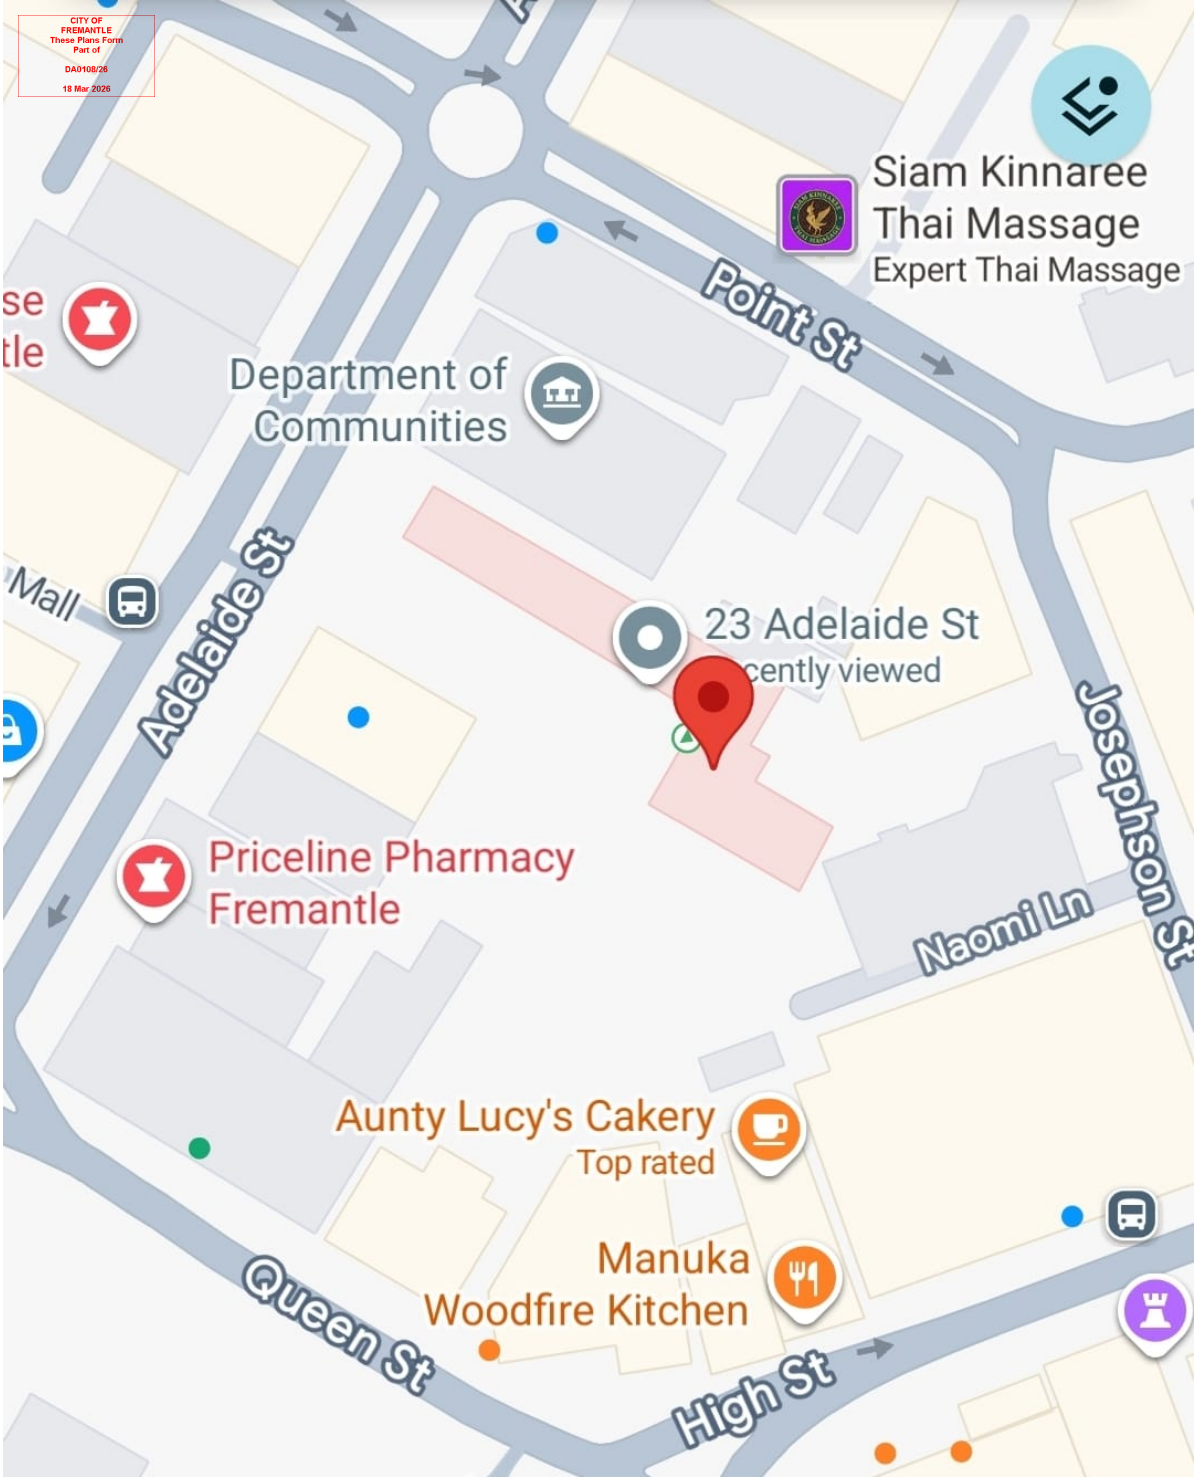 CITY OF
FREMANTLE
These Plans Form
Part of
DA0108/26
18 Mar 2026
Siam Kinnaree
Thai Massage
Expert Thai Massage
Point St
se
tle
Department of
Communities
Mall
Adelaide St
23 Adelaide St
cently viewed
Josephson St
Priceline Pharmacy
Fremantle
Naomi Ln
Aunty Lucy's Cakery
Top rated
Manuka
Woodfire Kitchen
Queen St
High St